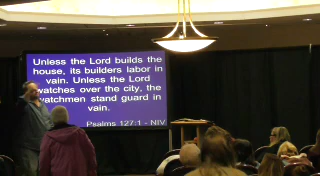 Unless the Lord builds the
house, its builders labor in
vain. Unless the Lord
watches over the city, the
watchmen stand guard in
vain.
Psalms 127:1 - NIV